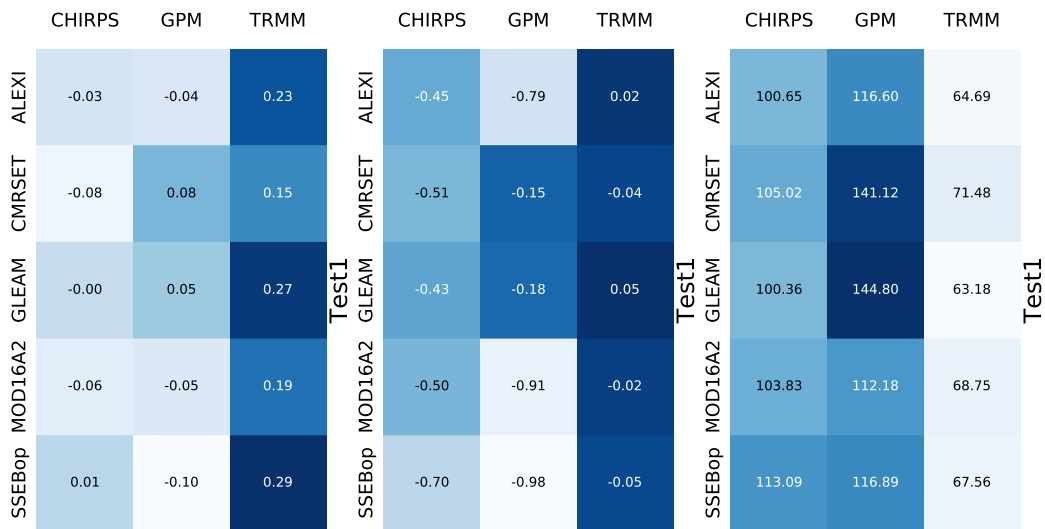 CHIRPS GPM TRMM CHIRPS GPM TRMM CHIRPS GPM TRMM
ALEXI -0.03 -0.04 0.23 ALEXI -0.45 -0.79 0.02 ALEXI 100.65 116.60 64.69
CMRSET -0.08 0.08 0.15 CMRSET -0.51 -0.15 -0.04 CMRSET 105.02 141.12 71.48
GLEAM -0.00 0.05 0.27 Test1 GLEAM -0.43 -0.18 0.05 Test1 GLEAM 100.36 144.80 63.18 Test1
MOD16A2 -0.06 -0.05 0.19 MOD16A2 -0.50 -0.91 -0.02 MOD16A2 103.83 112.18 68.75
SSEBop 0.01 -0.10 0.29 SSEBop -0.70 -0.98 -0.05 SSEBop 113.09 116.89 67.56